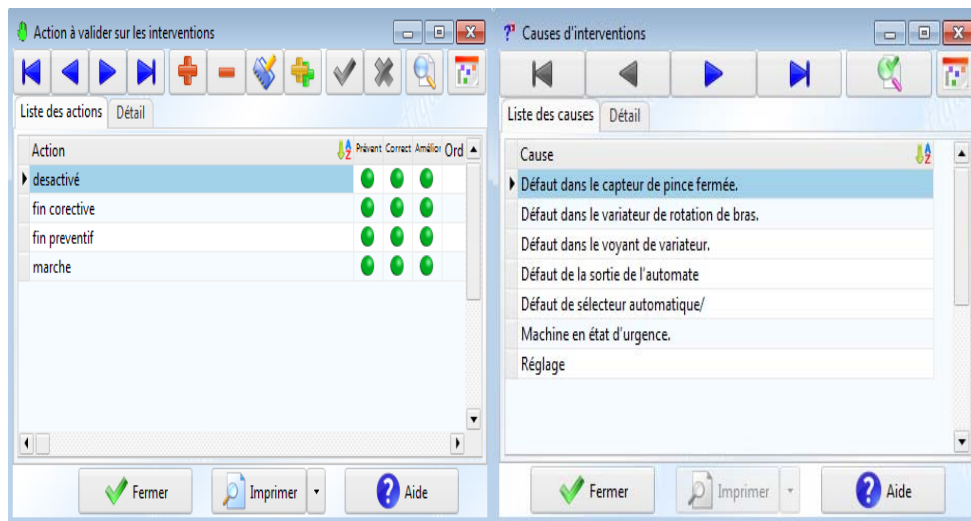 Action à valider sur les interventions
Liste des actions Détail
Action Prévent Correct Amélior Ord
desactivé
fin corective
fin preventif
marche
Fermer Imprimer Aide
Causes d'interventions
Liste des causes Détail
Cause
Défaut dans le capteur de pince fermée.
Défaut dans le variateur de rotation de bras.
Défaut dans le voyant de variateur.
Défaut de la sortie de l'automate
Défaut de sélecteur automatique/
Machine en état d'urgence.
Réglage
Fermer Imprimer Aide